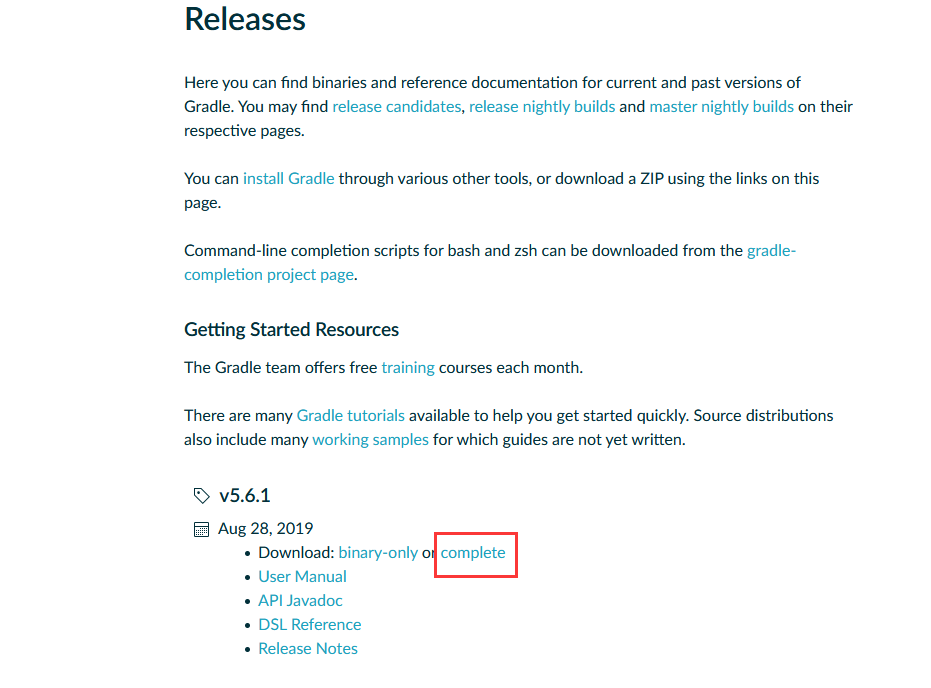 Releases
Here you can find binaries and reference documentation for current and past versions of
Gradle. You may find release candidates, release nightly builds and master nightly builds on their
respective pages.
You can install Gradle through various other tools, or download a ZIP using the links on this
page.
Command-line completion scripts for bash and zsh can be downloaded from the gradle-
completion project page.
Getting Started Resources
The Gradle team offers free training courses each month.
There are many Gradle tutorials available to help you get started quickly. Source distributions
also include many working samples for which guides are not yet written.
v5.6.1
Aug 28, 2019
• Download: binary-only or complete
• User Manual
• API Javadoc
• DSL Reference
• Release Notes